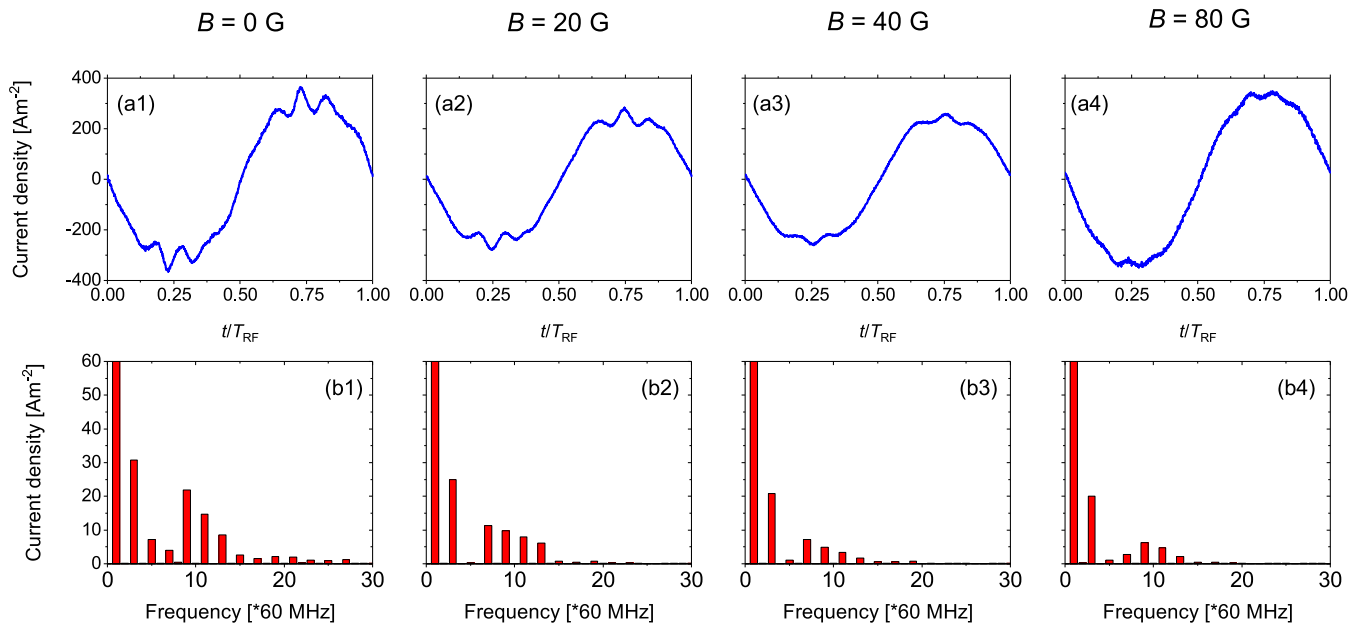 B = 0 G B = 20 G B = 40 G B = 80 G
400
200
0
-200
-400
Current density [Am⁻²]
(a1) (a2) (a3) (a4)
0.00 0.25 0.50 0.75 1.00 0.00 0.25 0.50 0.75 1.00 0.00 0.25 0.50 0.75 1.00 0.00 0.25 0.50 0.75 1.00
t/T_RF t/T_RF t/T_RF t/T_RF
60
50
40
30
20
10
0
Current density [Am⁻²]
(b1) (b2) (b3) (b4)
0 10 20 30 0 10 20 30 0 10 20 30 0 10 20 30
Frequency [*60 MHz] Frequency [*60 MHz] Frequency [*60 MHz] Frequency [*60 MHz]